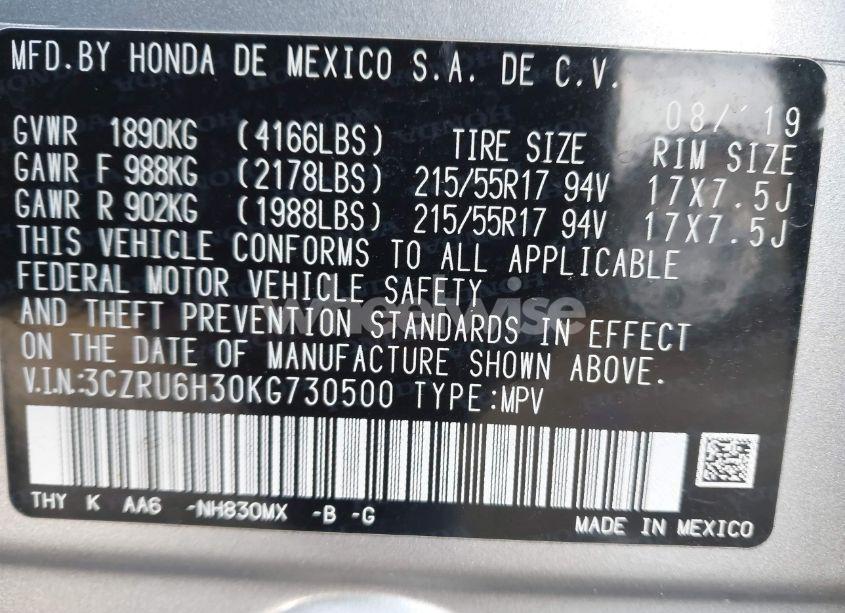 MFD.BY HONDA DE MEXICO S.A. DE C.V.
08/'19
GVWR 1890KG (4166LBS) TIRE SIZE RIM SIZE
GAWR F 988KG (2178LBS) 215/55R17 94V 17X7.5J
GAWR R 902KG (1988LBS) 215/55R17 94V 17X7.5J
THIS VEHICLE CONFORMS TO ALL APPLICABLE
FEDERAL MOTOR VEHICLE SAFETY
AND THEFT PREVENTION STANDARDS IN EFFECT
ON THE DATE OF MANUFACTURE SHOWN ABOVE.
V.I.N.:3CZRU6H30KG730500 TYPE:MPV
THY K AA6 -NH830MX -B -G
MADE IN MEXICO
wheelwise